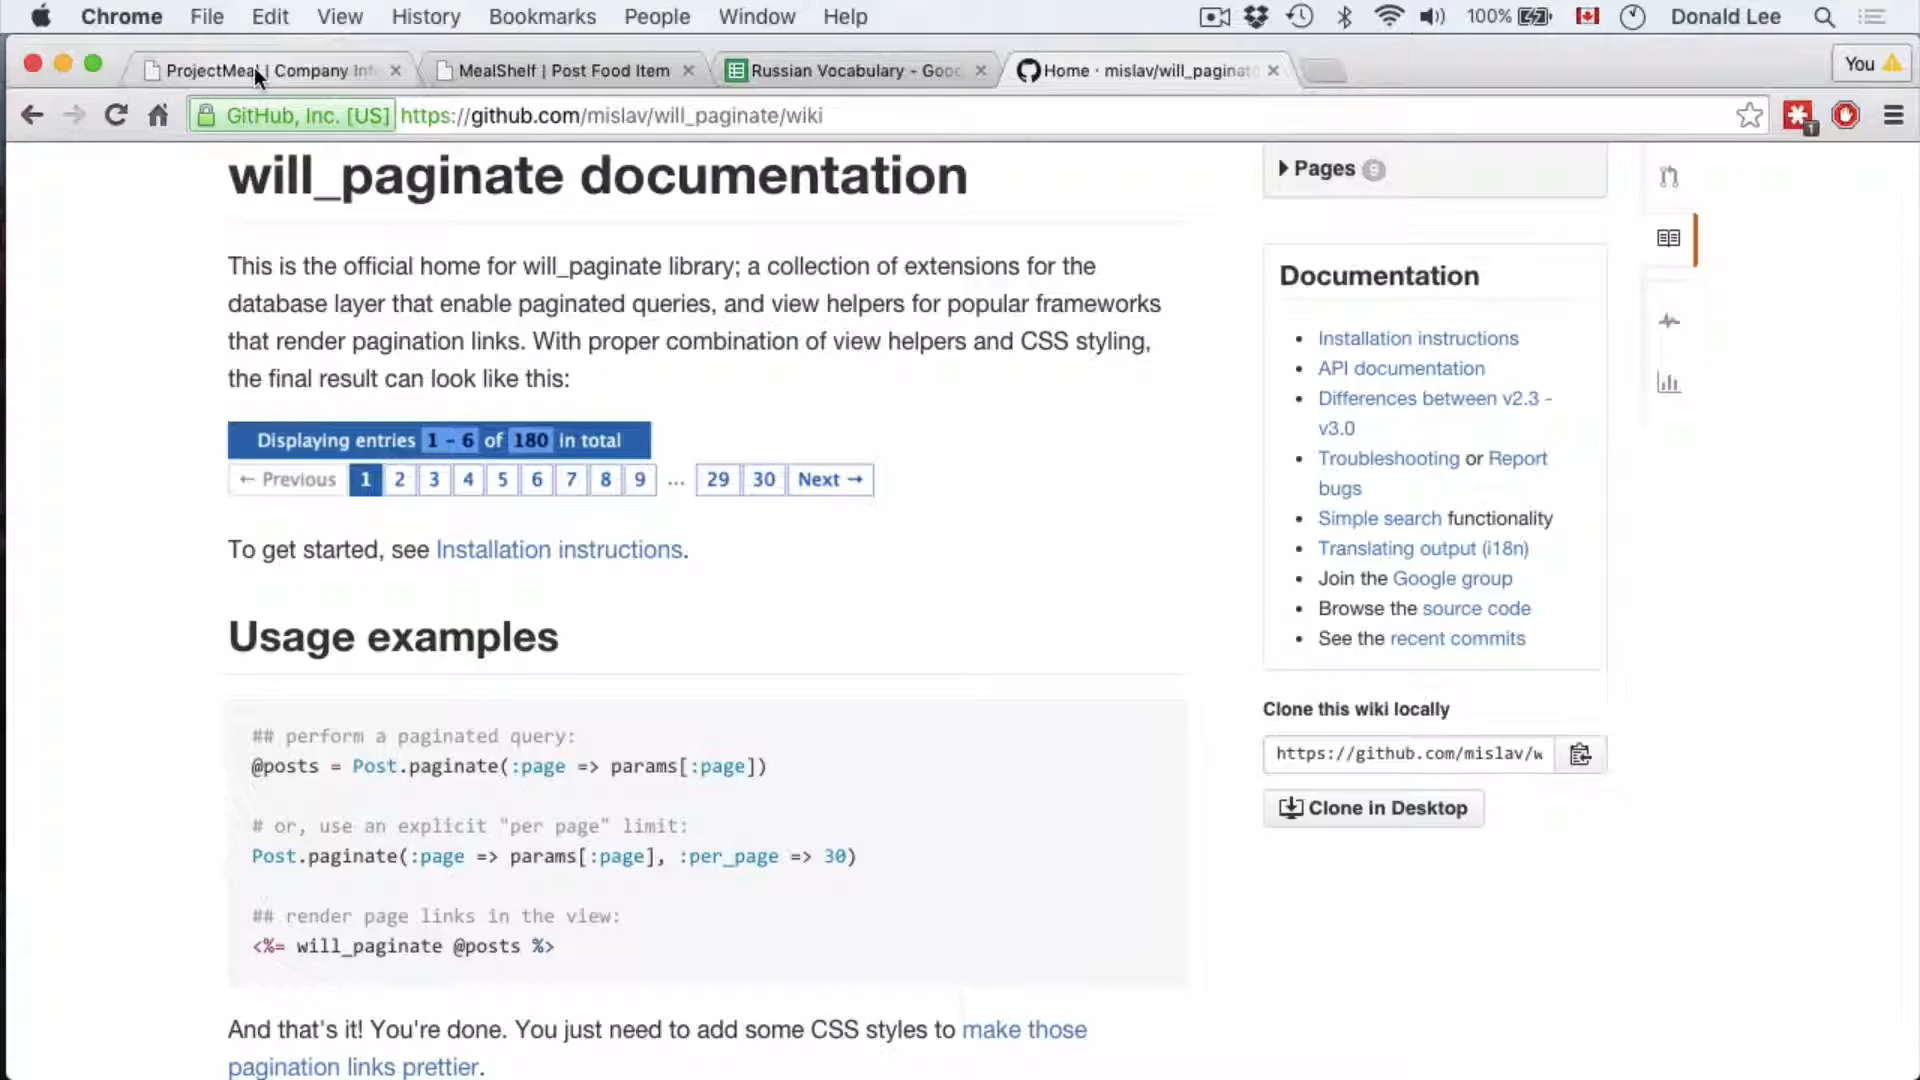 Chrome File Edit View History Bookmarks People Window Help 100% Donald Lee
ProjectMeal | Company Inf
MealShelf | Post Food Item
Russian Vocabulary - Goo
Home · mislav/will_paginat
You
GitHub, Inc. [US] https://github.com/mislav/will_paginate/wiki
1
will_paginate documentation
This is the official home for will_paginate library; a collection of extensions for the
database layer that enable paginated queries, and view helpers for popular frameworks
that render pagination links. With proper combination of view helpers and CSS styling,
the final result can look like this:
Displaying entries 1 - 6 of 180 in total
← Previous 1 2 3 4 5 6 7 8 9 ... 29 30 Next →
To get started, see Installation instructions.
Usage examples
## perform a paginated query:
@posts = Post.paginate(:page => params[:page])
# or, use an explicit "per page" limit:
Post.paginate(:page => params[:page], :per_page => 30)
## render page links in the view:
<%= will_paginate @posts %>
And that's it! You're done. You just need to add some CSS styles to make those
pagination links prettier.
Pages 9
Documentation
• Installation instructions
• API documentation
• Differences between v2.3 -
v3.0
• Troubleshooting or Report
bugs
• Simple search functionality
• Translating output (i18n)
• Join the Google group
• Browse the source code
• See the recent commits
Clone this wiki locally
https://github.com/mislav/w
Clone in Desktop